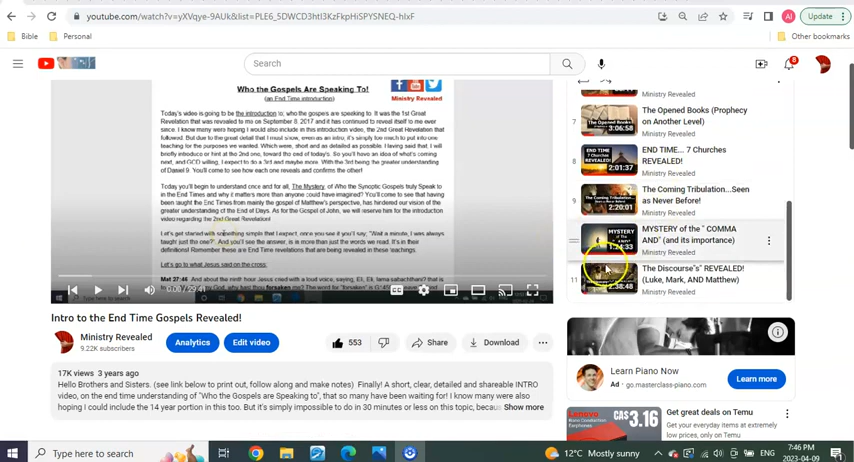 youtube.com/watch?v=yXVqye-9AUk&list=PLE6_5DWCD3htI3KzFkpHiSPYSNEQ-hIxF
AI
Update
Bible
Personal
Other bookmarks
Search
8
Who the Gospels Are Speaking To!
(an End Time introduction)
Ministry Revealed
Today's video is going to be the introduction to; who the gospels are speaking to. It was the 1st Great
Revelation that was revealed to me on September 8, 2017 and it has continued to reveal itself to me ever
since. I know many were hoping I would also include in this introduction video, the 2nd Great Revelation that
followed. But due to the great detail that I must show, even as an intro, it's simply too much to put into one
teaching for the purposes we wanted. Which were, short and as detailed as possible. Having said that, I will
briefly introduce or hint at the 2nd one, toward the end of today's. So you'll have an idea of what's coming
next, and GOD willing, I expect to do a 3rd and maybe more. With the 3rd being the greater understanding
of Daniel 9. You'll come to see how each one reveals and confirms the other!
Today you'll begin to understand once and for all, The Mystery, of Who the Synoptic Gospels truly Speak to
in the End Times and why it matters more than anyone could have imagined? You'll come to see that having
been taught the End Times from mainly the gospel of Matthew's perspective, has hindered our vision of the
greater understanding of the End of Days. As for the Gospel of John, we will reserve him for the introduction
video regarding the 2nd Great Revelation!
Let's get started with something simple that I expect, once you see it you'll say; "Wait a minute, I was always
taught just the one?". And you'll see the answer, is in more than just the words we read. It's in their
definitions! Remember these are End Time revelations that are being revealed in these teachings.
Let's go to what Jesus said on the cross:
Mat 27:46 And about the ninth hour Jesus cried with a loud voice, saying, Eli, Eli, lama sabachthani? that is
0:00 / 29:41
Ministry Revealed
7
The Opened Books (Prophecy
on Another Level)
3:06:58
Ministry Revealed
8
END TIME... 7 Churches
REVEALED!
2:01:37
Ministry Revealed
9
The Coming Tribulation...Seen
as Never Before!
2:20:01
Ministry Revealed
MYSTERY of the " COMMA
AND" (and its importance)
1:24:33
Ministry Revealed
11
The Discourse"s" REVEALED!
(Luke, Mark, AND Matthew)
2:38:48
Ministry Revealed
Intro to the End Time Gospels Revealed!
Ministry Revealed
9.22K subscribers
Analytics
Edit video
553
Share
Download
17K views 3 years ago
Hello Brothers and Sisters. (see link below to print out, follow along and make notes) Finally! A short, clear, detailed and shareable INTRO
video, on the end time understanding of "Who the Gospels are Speaking to", that so many have been waiting for! I know many were also
hoping I could include the 14 year portion in this too. But it's simply impossible to do in 30 minutes or less on this topic, becaus Show more
Learn Piano Now
Ad · go.masterclass-piano.com
Learn more
Lenovo
CA$3.16
Get great deals on Temu
You experience everyday items at
extremely low prices, only on Temu
Type here to search
12°C Mostly sunny
7:46 PM
2023-04-09